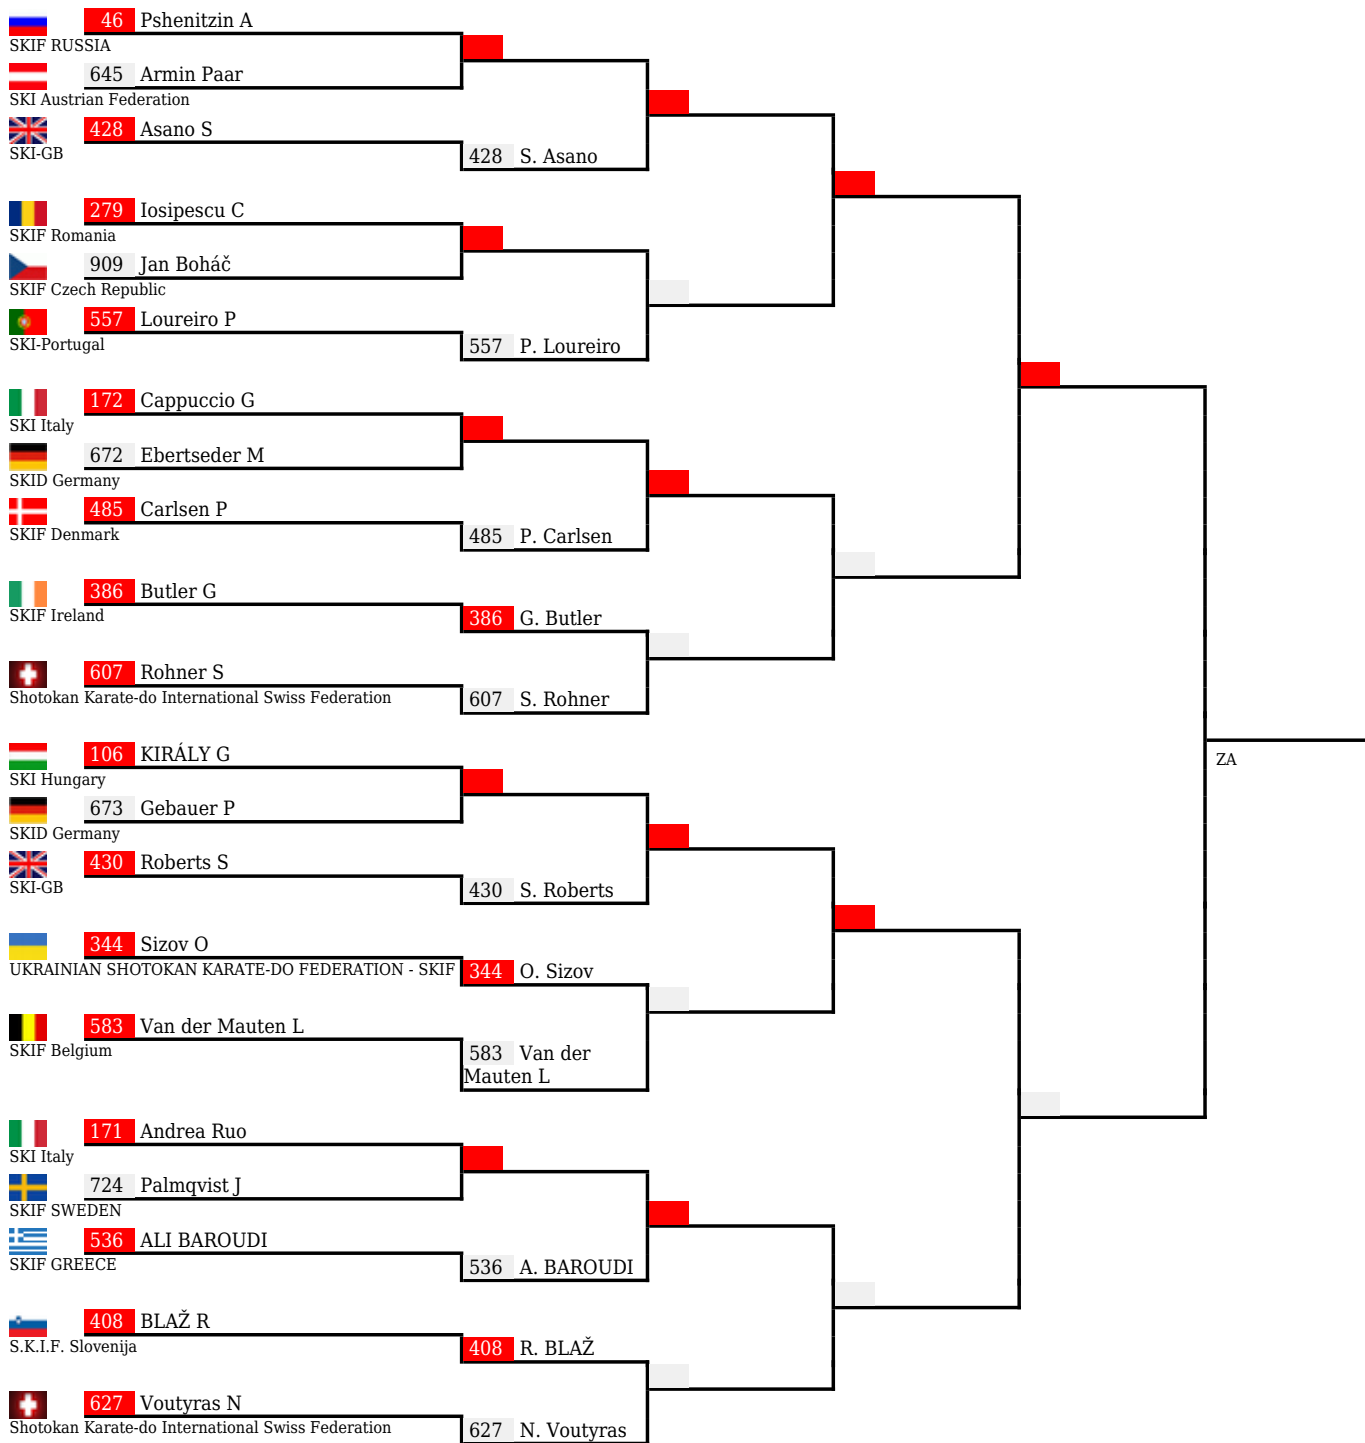 46 Pshenitzin A
SKIF RUSSIA
645 Armin Paar
SKI Austrian Federation
428 Asano S
SKI-GB
428 S. Asano
279 Iosipescu C
SKIF Romania
909 Jan Boháč
SKIF Czech Republic
557 Loureiro P
SKI-Portugal
557 P. Loureiro
172 Cappuccio G
SKI Italy
672 Ebertseder M
SKID Germany
485 Carlsen P
SKIF Denmark
485 P. Carlsen
386 Butler G
SKIF Ireland
386 G. Butler
607 Rohner S
Shotokan Karate-do International Swiss Federation
607 S. Rohner
106 KIRÁLY G
SKI Hungary
ZA
673 Gebauer P
SKID Germany
430 Roberts S
SKI-GB
430 S. Roberts
344 Sizov O
UKRAINIAN SHOTOKAN KARATE-DO FEDERATION - SKIF
344 O. Sizov
583 Van der Mauten L
SKIF Belgium
583 Van der
Mauten L
171 Andrea Ruo
SKI Italy
724 Palmqvist J
SKIF SWEDEN
536 ALI BAROUDI
SKIF GREECE
536 A. BAROUDI
408 BLAŽ R
S.K.I.F. Slovenija
408 R. BLAŽ
627 Voutyras N
Shotokan Karate-do International Swiss Federation
627 N. Voutyras